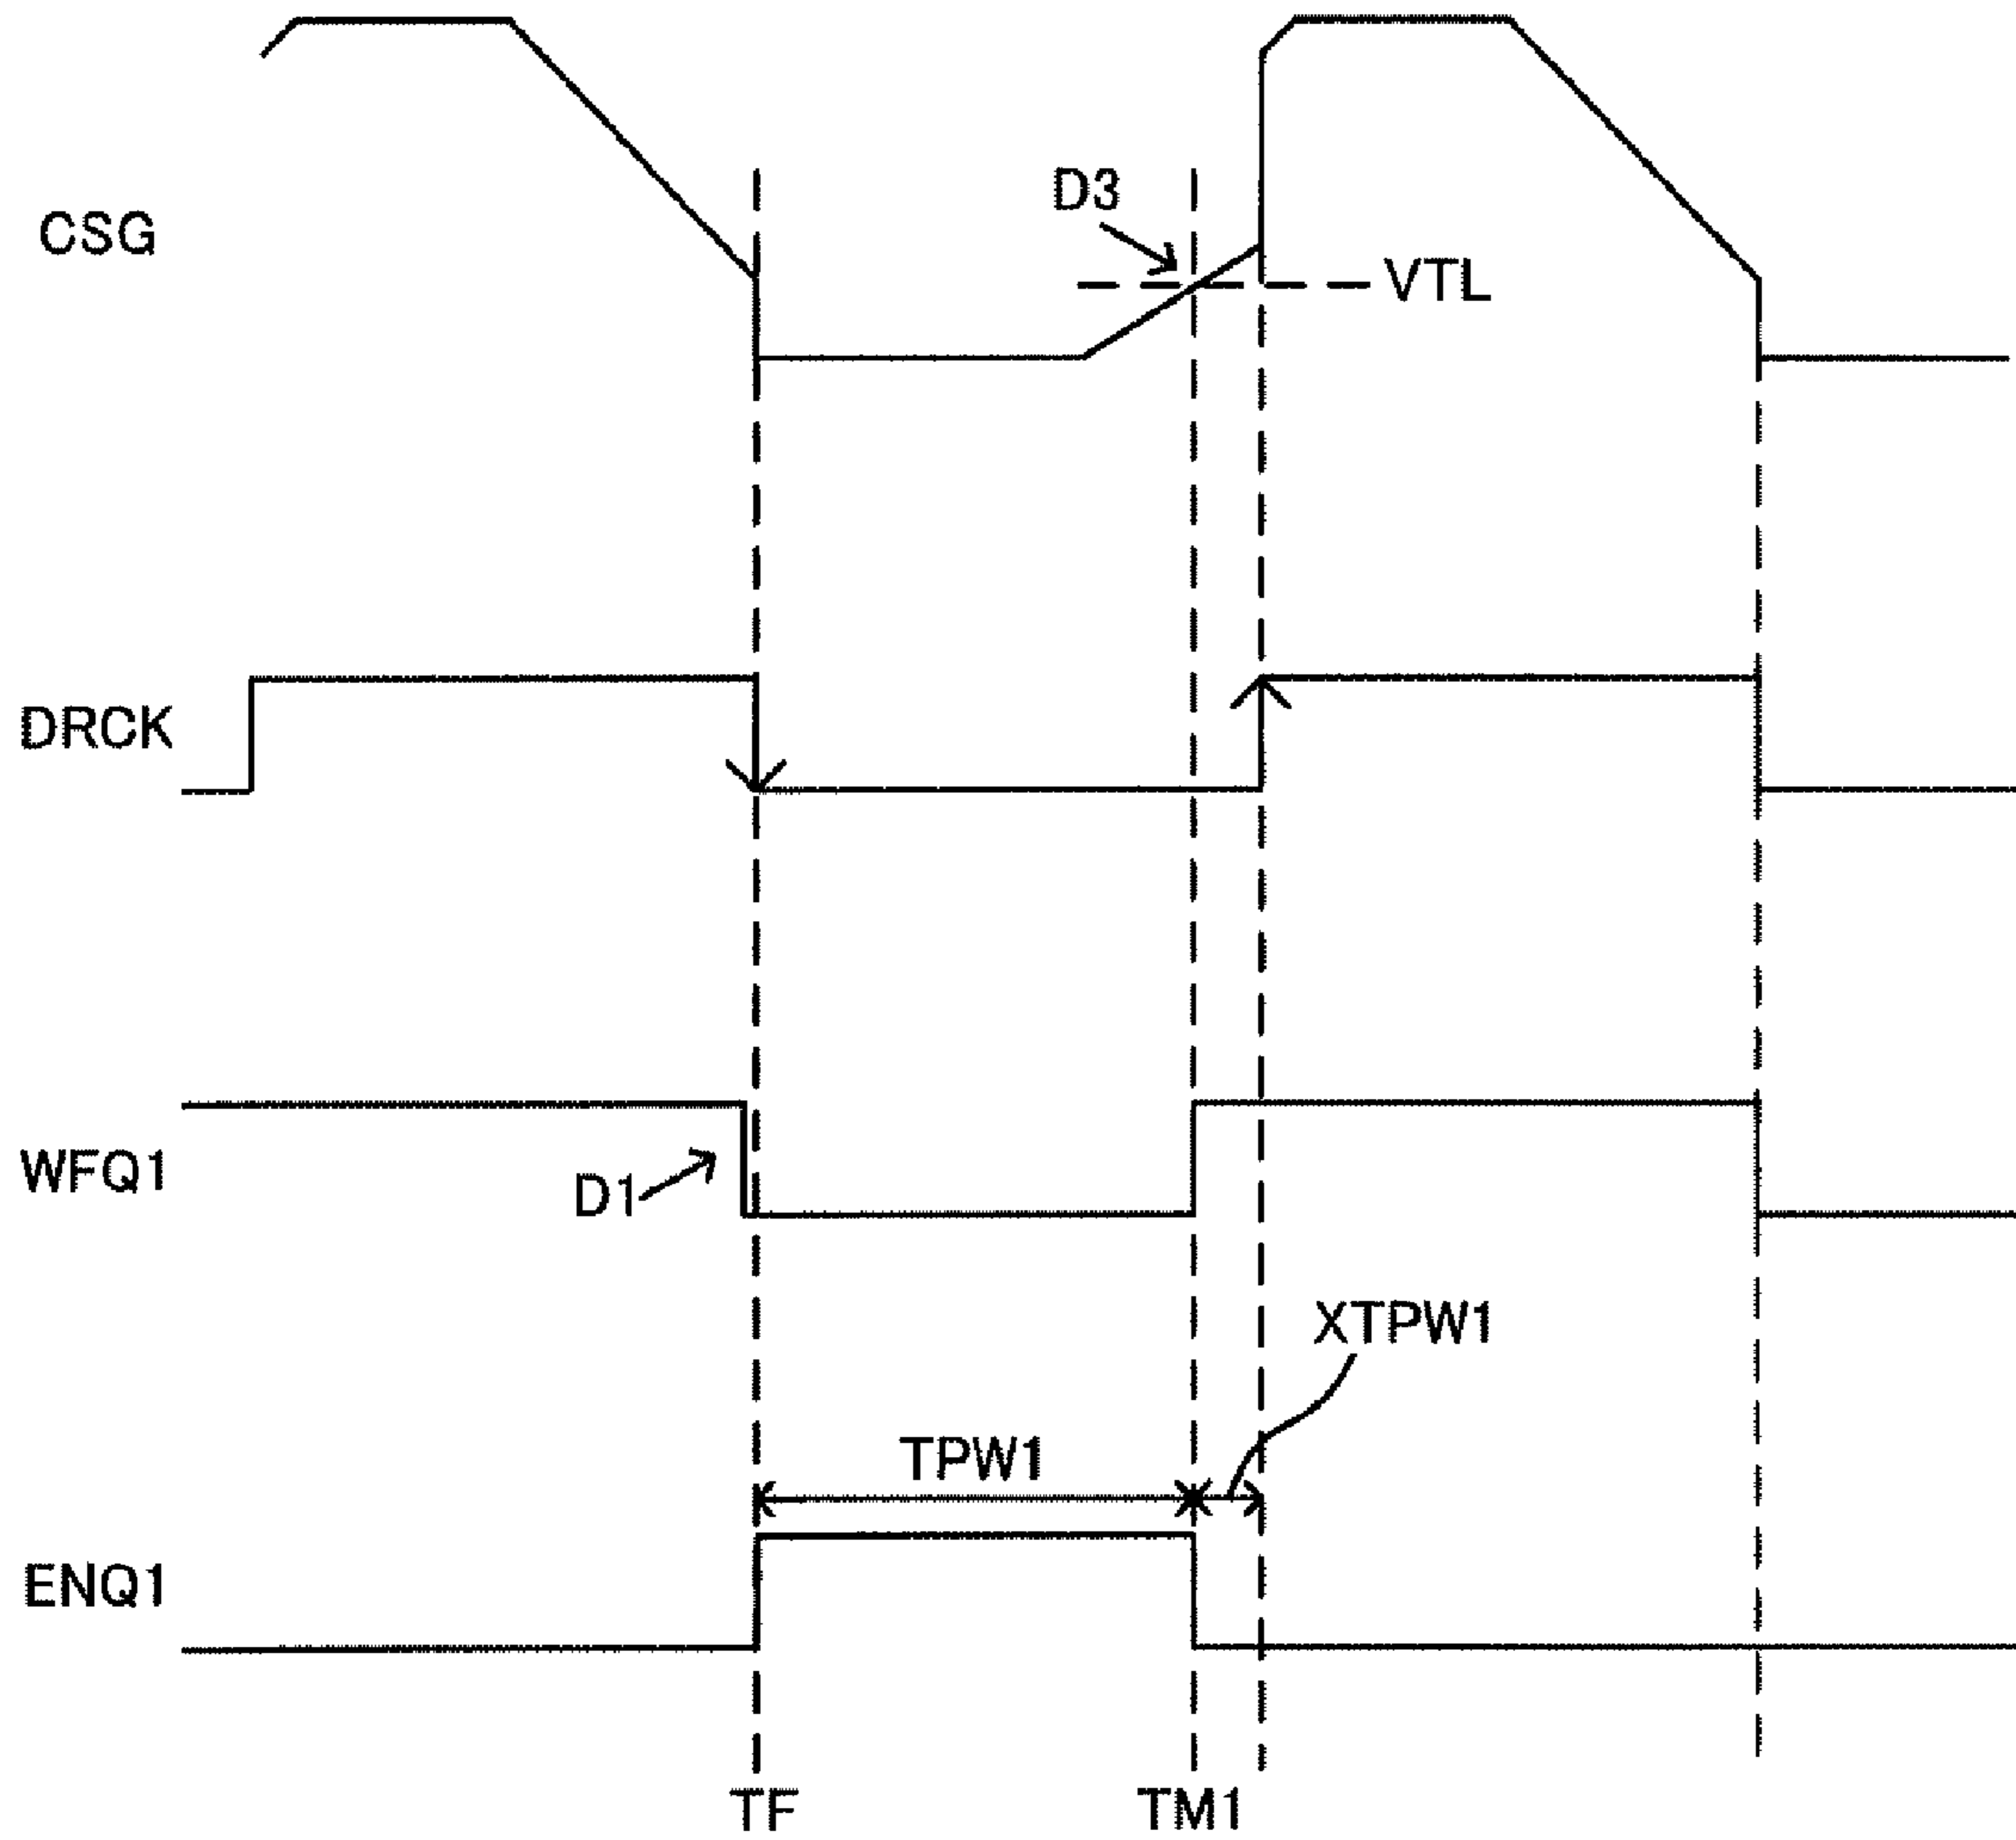 D3
CSG
VTL
DRCK
WFQ1
D1
XTPW1
TPW1
ENQ1
TF
TM1